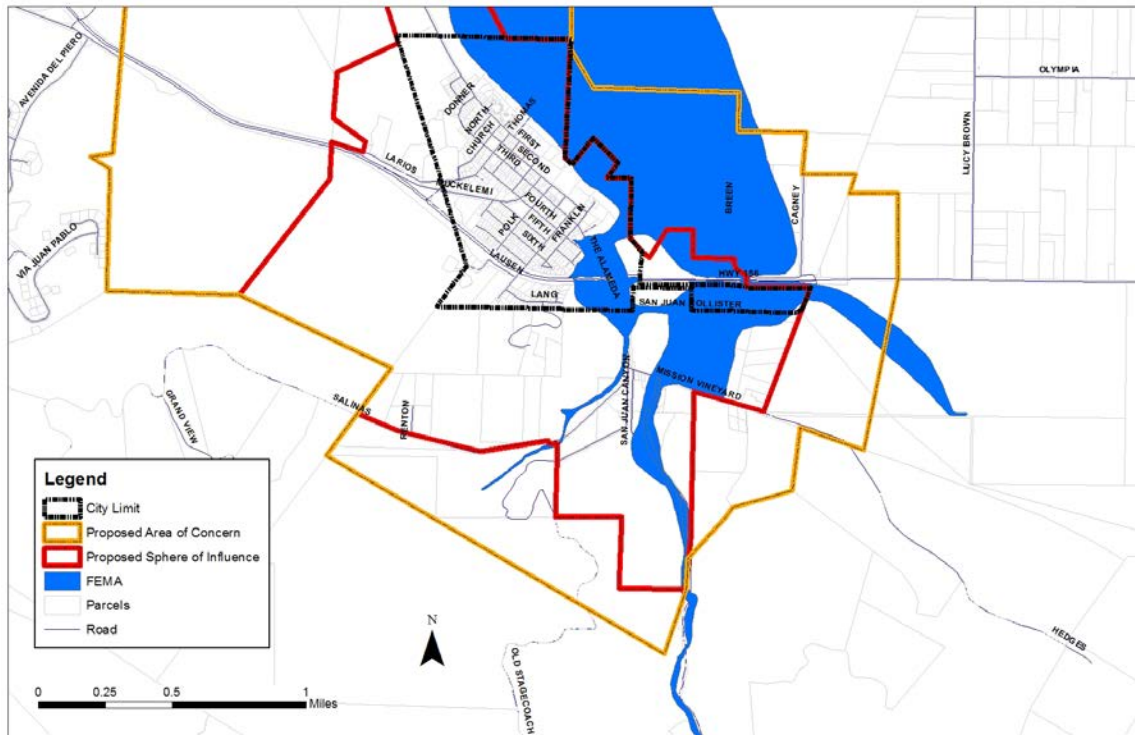 AVENIDA DEL PIERO
DONNER
NORTH
CHURCH
THOMAS
FIRST
SECOND
THIRD
OLYMPIA
LUCY BROWN
LARIOS
MUCKELEMI
FOURTH
FIFTH
SIXTH
FRANKLIN
POLK
BREEN
CAGNEY
VIA JUAN PABLO
LAUSEN
THE ALAMEDA
HWY 156
LANG
SAN JUAN OLLISTER
GRAND VIEW
SALINAS
RENTON
SAN JUAN CANYON
MISSION VINEYARD
HEDGES
OLD STAGECOACH
Legend
City Limit
Proposed Area of Concern
Proposed Sphere of Influence
FEMA
Parcels
Road
N
0 0.25 0.5 1
Miles